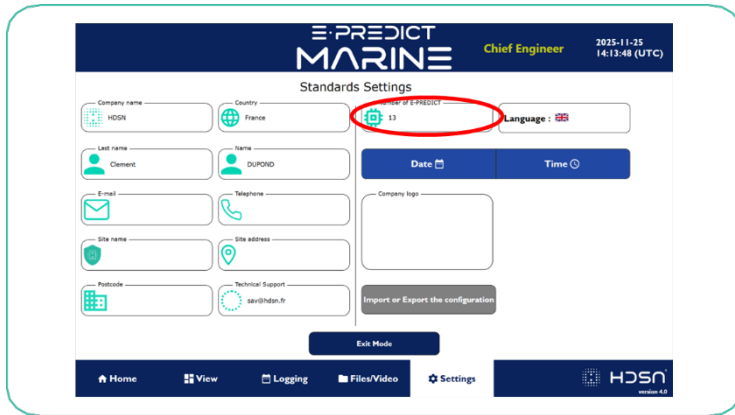 E·PREDICT
MARINE
Chief Engineer
2025-11-25
14:13:48 (UTC)
Standards Settings
Company name
HDSN
Country
France
Number of E-PREDICT
13
Language :
Last name
Clement
Name
DUPOND
Date
Time
E-mail
Telephone
Company logo
Site name
Site address
Postcode
Technical Support
sav@hdsn.fr
Import or Export the configuration
Exit Mode
Home
View
Logging
Files/Video
Settings
HDSN
version 4.0